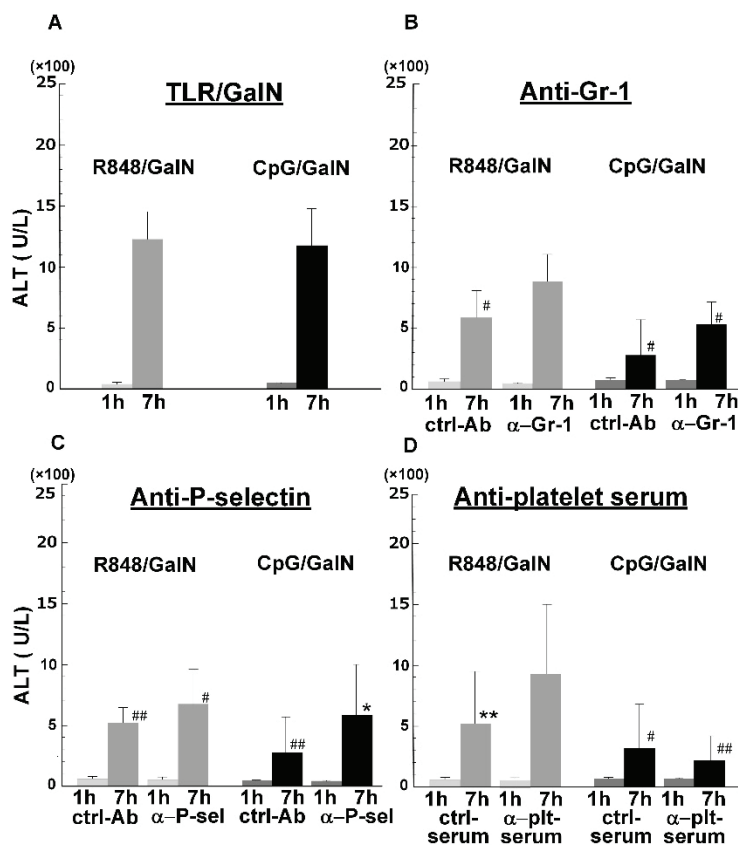 A
(×100)
TLR/GalN
R848/GalN CpG/GalN
25
20
15
10
5
0
ALT ( U/L)
1h 7h 1h 7h
B
(×100)
Anti-Gr-1
R848/GalN CpG/GalN
25
20
15
10
5
0
# # #
1h 7h 1h 7h 1h 7h 1h 7h
ctrl-Ab α–Gr-1 ctrl-Ab α–Gr-1
C
(×100)
Anti-P-selectin
R848/GalN CpG/GalN
25
20
15
10
5
0
ALT ( U/L)
## # ## *
1h 7h 1h 7h 1h 7h 1h 7h
ctrl-Ab α–P-sel ctrl-Ab α–P-sel
D
(×100)
Anti-platelet serum
R848/GalN CpG/GalN
25
20
15
10
5
0
** # ##
1h 7h 1h 7h 1h 7h 1h 7h
ctrl- α–plt- ctrl- α–plt-
serum serum serum serum